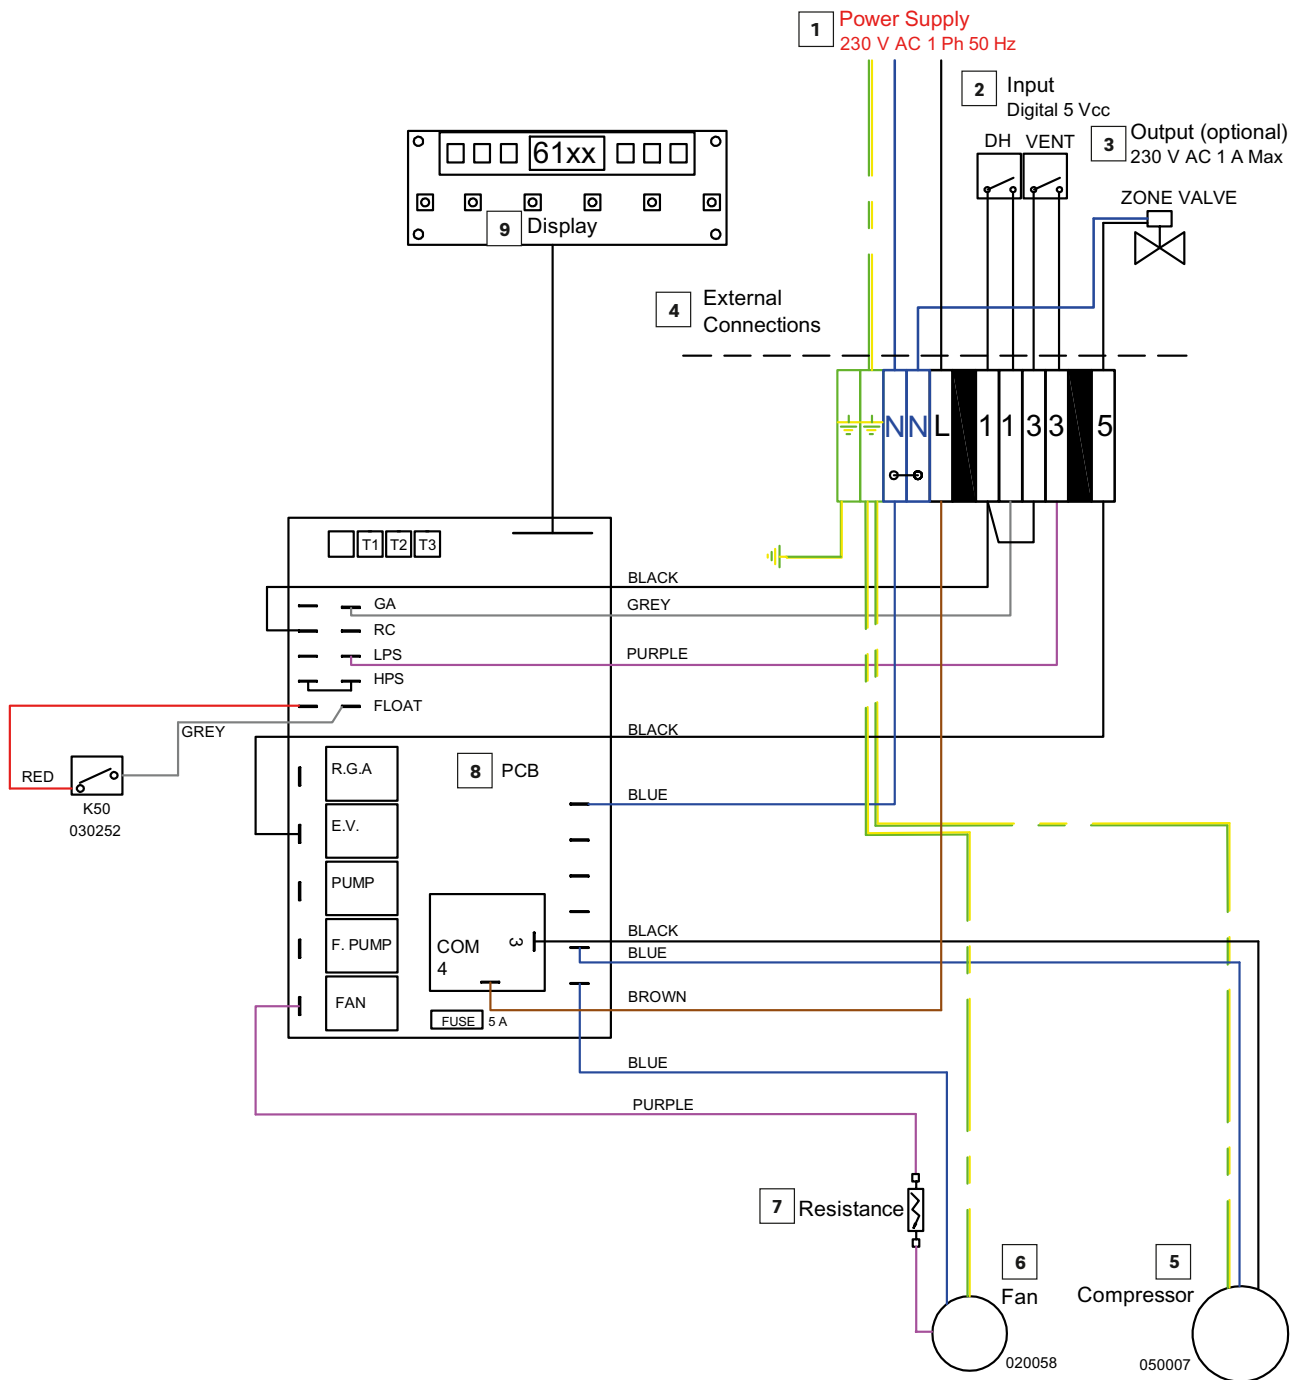 1 Power Supply
230 V AC 1 Ph 50 Hz
2 Input
Digital 5 Vcc
3 Output (optional)
230 V AC 1 A Max
DH VENT
ZONE VALVE
61xx
9 Display
4 External
Connections
N N L 1 1 3 3 5
T1 T2 T3
BLACK
GA
GREY
RC
LPS
PURPLE
HPS
FLOAT
GREY
BLACK
RED
K50
030252
R.G.A
8 PCB
BLUE
E.V.
PUMP
F. PUMP
FAN
COM
4
3
BLACK
BLUE
BROWN
FUSE 5 A
BLUE
PURPLE
7 Resistance
6
Fan
020058
5
Compressor
050007